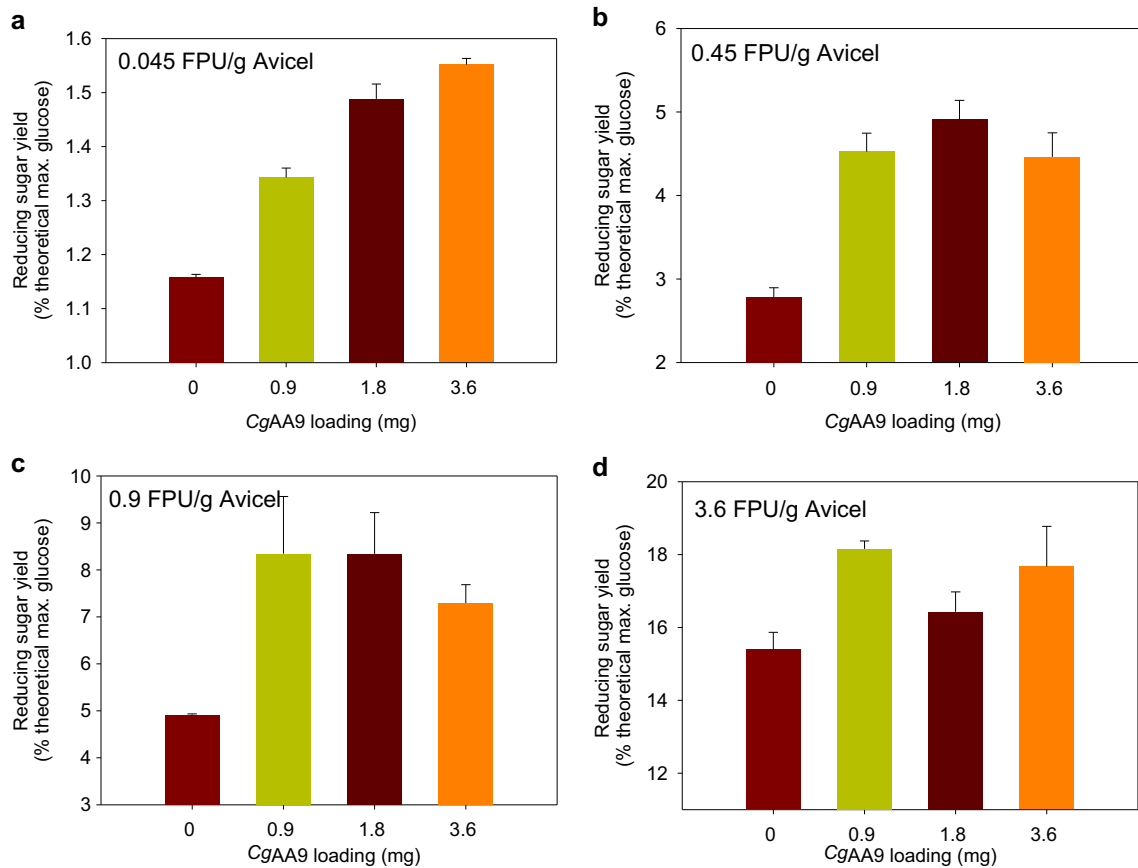 a
0.045 FPU/g Avicel
Reducing sugar yield
(% theoretical max. glucose)
1.6
1.5
1.4
1.3
1.2
1.1
1.0
0 0.9 1.8 3.6
CgAA9 loading (mg)
b
0.45 FPU/g Avicel
Reducing sugar yield
(% theoretical max. glucose)
6
5
4
3
2
0 0.9 1.8 3.6
CgAA9 loading (mg)
c
0.9 FPU/g Avicel
Reducing sugar yield
(% theoretical max. glucose)
10
9
8
7
6
5
4
3
0 0.9 1.8 3.6
CgAA9 loading (mg)
d
3.6 FPU/g Avicel
Reducing sugar yield
(% theoretical max. glucose)
20
18
16
14
12
0 0.9 1.8 3.6
CgAA9 loading (mg)